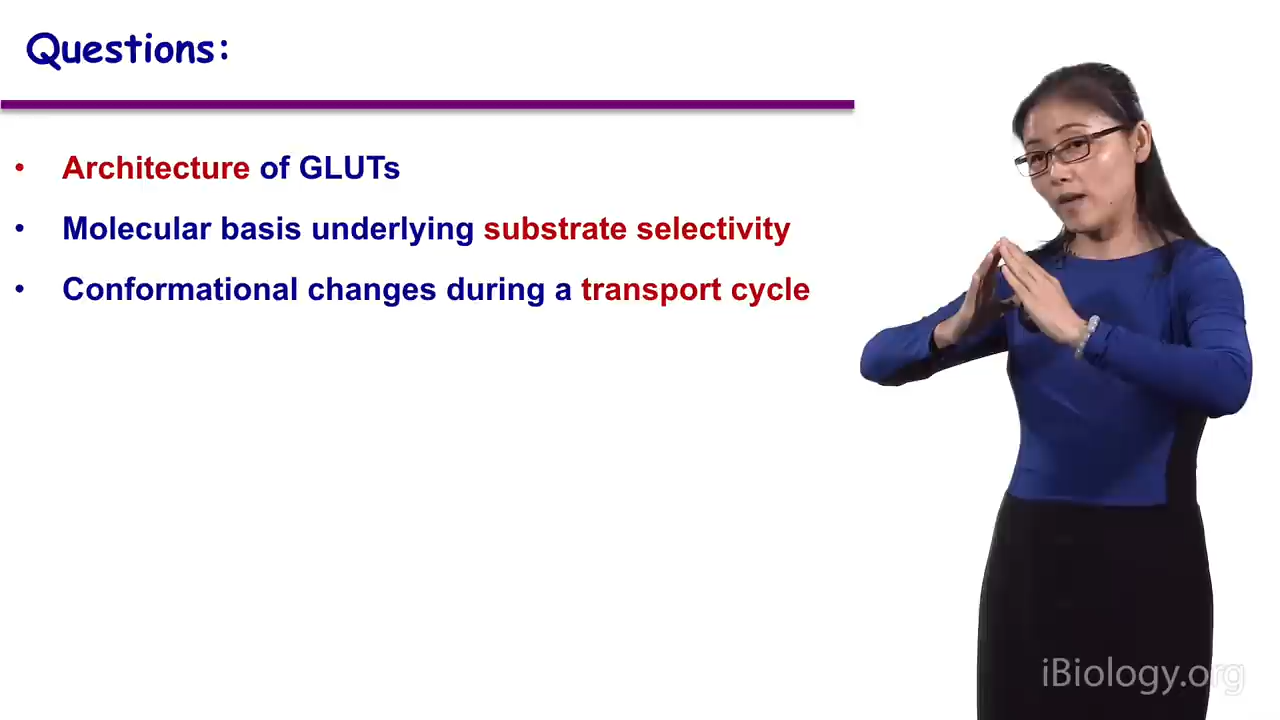 Questions:
• Architecture of GLUTs
• Molecular basis underlying substrate selectivity
• Conformational changes during a transport cycle
iBiology.org